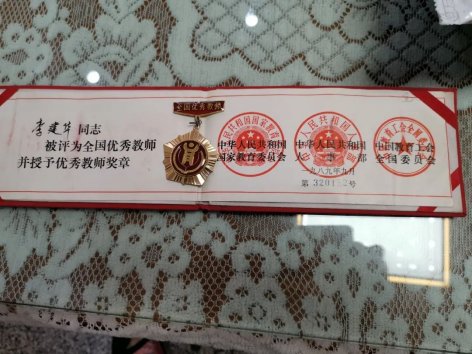 李建华同志
被评为全国优秀教师
并授予优秀教师奖章
全国优秀教师
中华人民共和国
国家教育委员会
中华人民共和国
人事部
中国教育工会
全国委员会
一九八九年九月